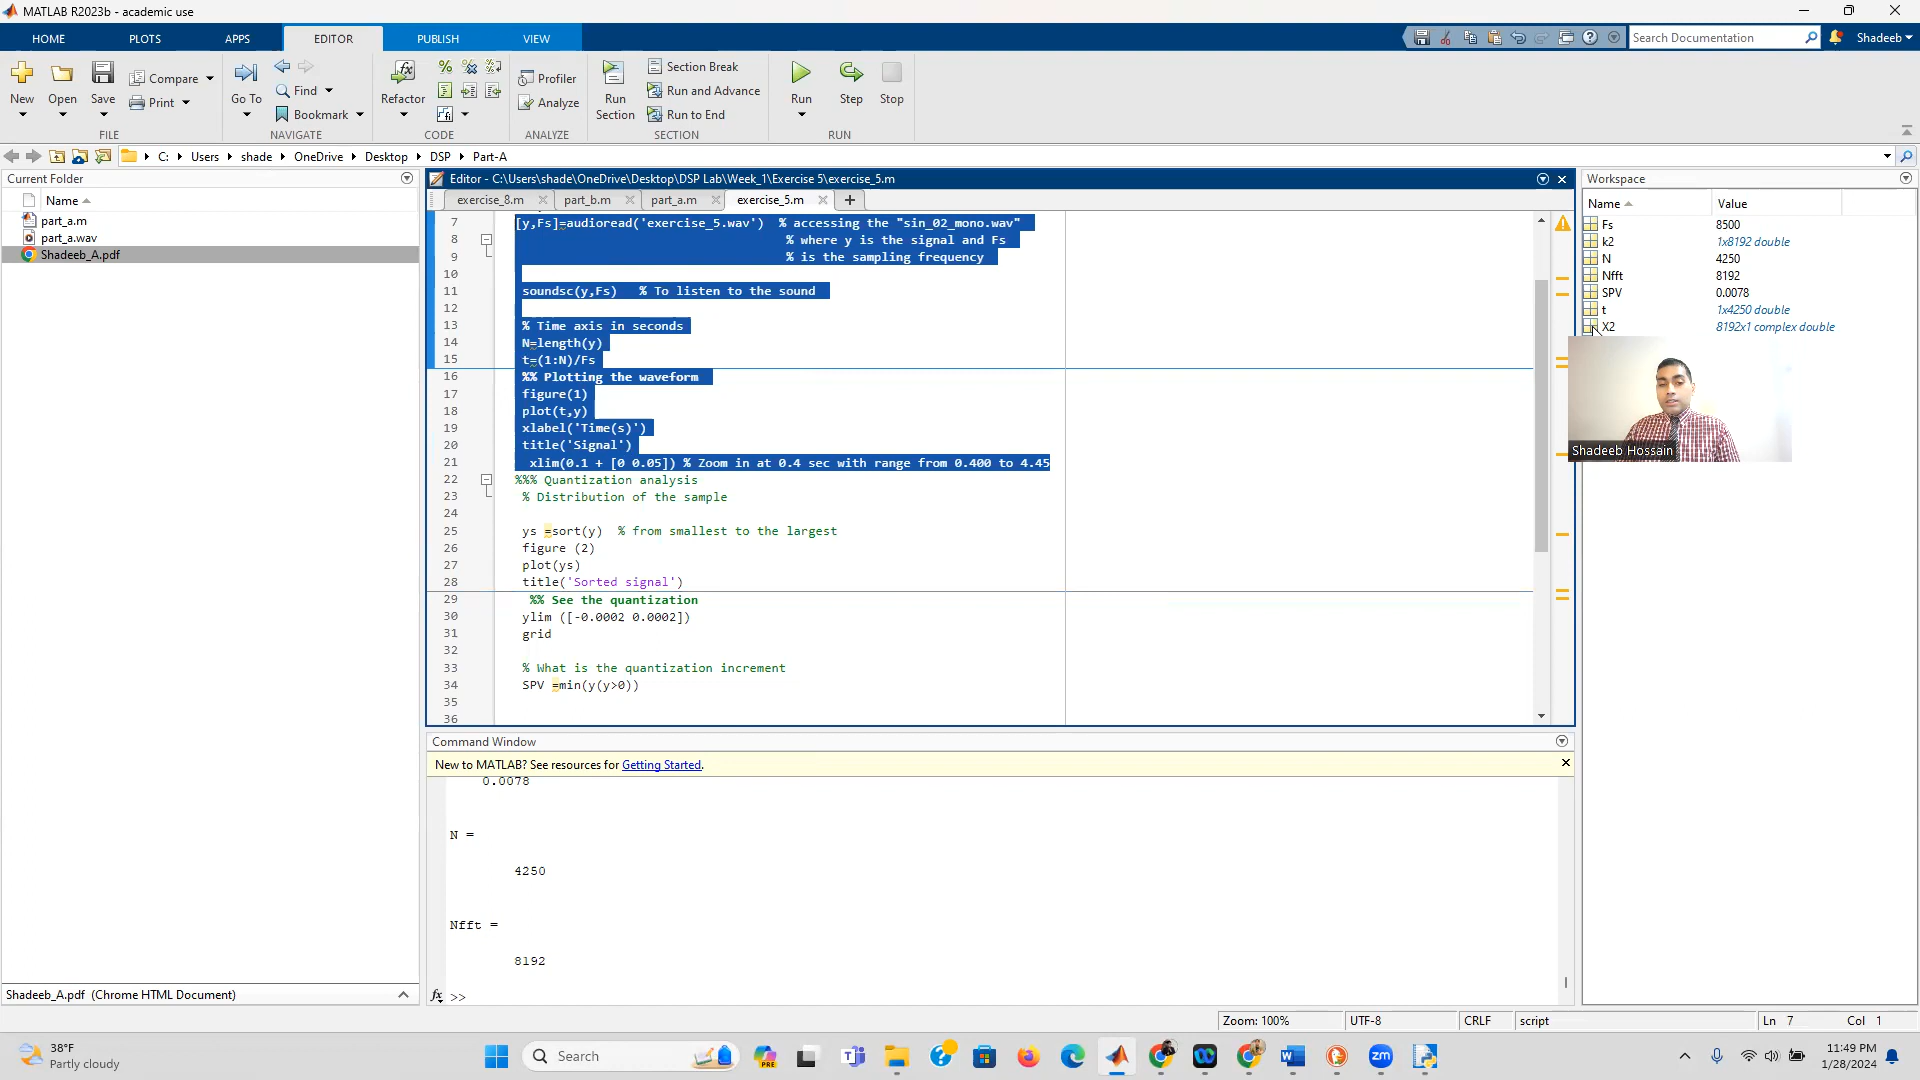 MATLAB R2023b - academic use
HOME PLOTS APPS EDITOR PUBLISH VIEW
Search Documentation
Shadeeb
New Open Save
Compare
Print
FILE
Go To
Find
Bookmark
NAVIGATE
Refactor
CODE
Profiler
Analyze
ANALYZE
Run Section
Section Break
Run and Advance
Run to End
SECTION
Run Step Stop
RUN
C: Users shade OneDrive Desktop DSP Part-A
Current Folder
Name
part_a.m
part_a.wav
Shadeeb_A.pdf
Shadeeb_A.pdf (Chrome HTML Document)
Editor - C:\Users\shade\OneDrive\Desktop\DSP Lab\Week_1\Exercise 5\exercise_5.m
exercise_8.m part_b.m part_a.m exercise_5.m
7 [y,Fs]=audioread('exercise_5.wav') % accessing the "sin_02_mono.wav"
8 % where y is the signal and Fs
9 % is the sampling frequency
10
11 soundsc(y,Fs) % To listen to the sound
12
13 % Time axis in seconds
14 N=length(y)
15 t=(1:N)/Fs
16 %% Plotting the waveform
17 figure(1)
18 plot(t,y)
19 xlabel('Time(s)')
20 title('Signal')
21 xlim(0.1 + [0 0.05]) % Zoom in at 0.4 sec with range from 0.400 to 4.45
22 %%% Quantization analysis
23 % Distribution of the sample
24
25 ys =sort(y) % from smallest to the largest
26 figure (2)
27 plot(ys)
28 title('Sorted signal')
29 %% See the quantization
30 ylim ([-0.0002 0.0002])
31 grid
32
33 % What is the quantization increment
34 SPV =min(y(y>0))
35
36
Command Window
New to MATLAB? See resources for Getting Started.
0.0078
N =
4250
Nfft =
8192
fx >>
Workspace
Name Value
Fs 8500
k2 1x8192 double
N 4250
Nfft 8192
SPV 0.0078
t 1x4250 double
X2 8192x1 complex double
Shadeeb Hossain
Zoom: 100% UTF-8 CRLF script Ln 7 Col 1
38°F
Partly cloudy
Search
PRE
zm
11:49 PM
1/28/2024